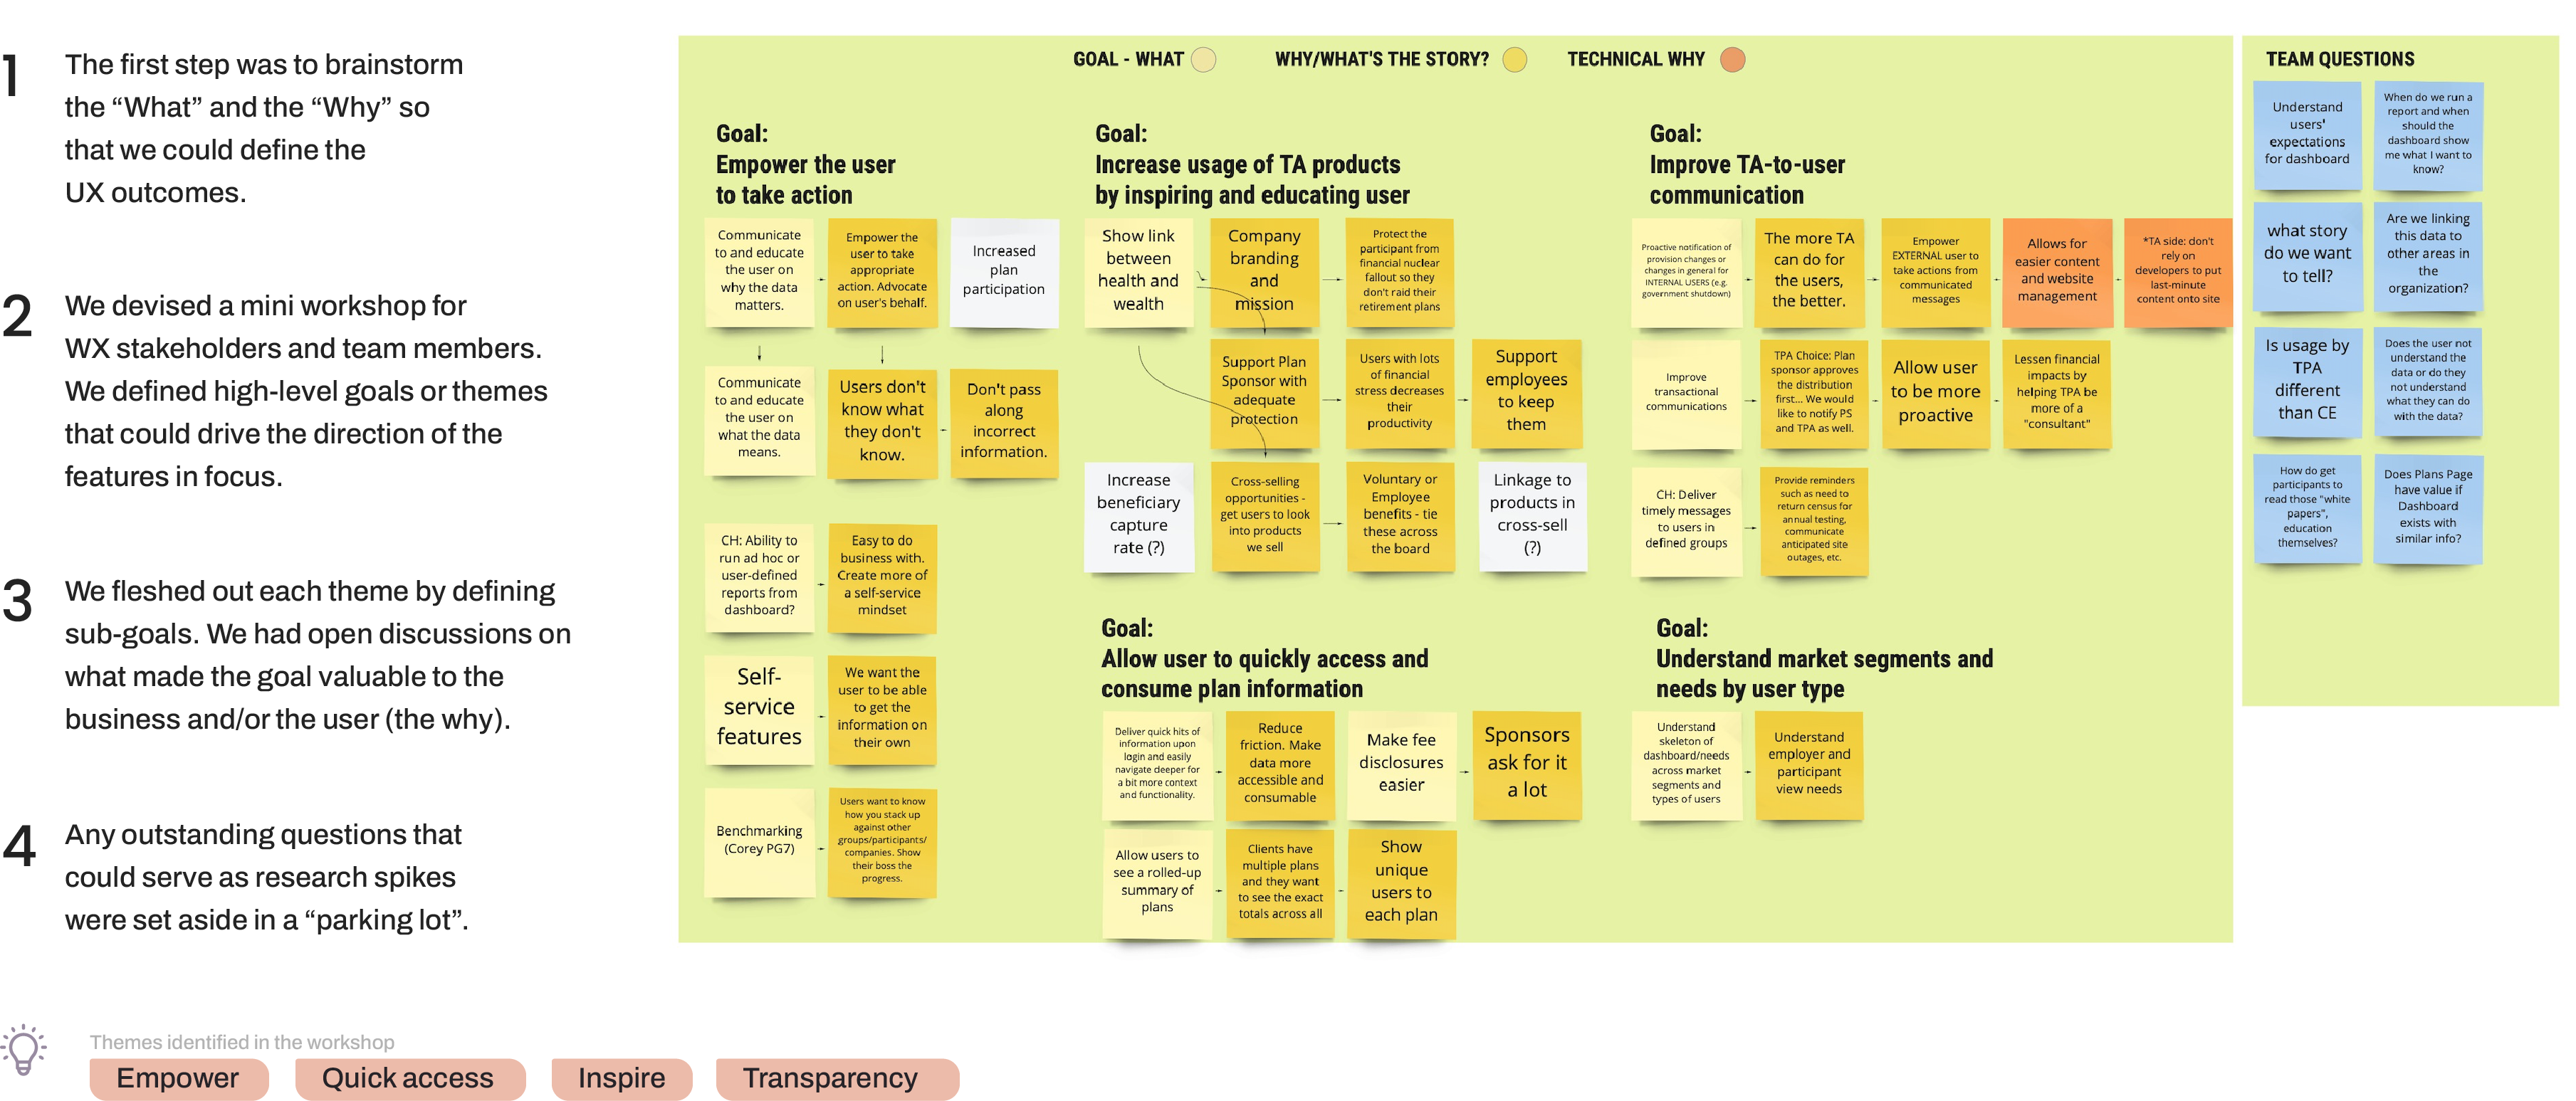 1
The first step was to brainstorm
the “What” and the “Why” so
that we could define the
UX outcomes.
2
We devised a mini workshop for
WX stakeholders and team members.
We defined high-level goals or themes
that could drive the direction of the
features in focus.
3
We fleshed out each theme by defining
sub-goals. We had open discussions on
what made the goal valuable to the
business and/or the user (the why).
4
Any outstanding questions that
could serve as research spikes
were set aside in a “parking lot”.
Themes identified in the workshop
Empower
Quick access
Inspire
Transparency
GOAL - WHAT
WHY/WHAT'S THE STORY?
TECHNICAL WHY
Goal:
Empower the user
to take action
Communicate
to and educate
the user on
why the data
matters.
Empower the
user to take
appropriate
action. Advocate
on user's behalf.
Increased
plan
participation
Communicate
to and educate
the user on
what the data
means.
Users don't
know what
they don't
know.
Don't pass
along
incorrect
information.
CH: Ability to
run ad hoc or
user-defined
reports from
dashboard?
Easy to do
business with.
Create more of
a self-service
mindset
Self-
service
features
We want the
user to be able
to get the
information on
their own
Benchmarking
(Corey PG7)
Users want to know
how you stack up
against other
groups/participants/
companies. Show
their boss the
progress.
Goal:
Increase usage of TA products
by inspiring and educating user
Show link
between
health and
wealth
Company
branding
and
mission
Protect the
participant from
financial nuclear
fallout so they
don't raid their
retirement plans
Support Plan
Sponsor with
adequate
protection
Users with lots
of financial
stress decreases
their
productivity
Support
employees
to keep
them
Increase
beneficiary
capture
rate (?)
Cross-selling
opportunities -
get users to look
into products
we sell
Voluntary or
Employee
benefits - tie
these across
the board
Linkage to
products in
cross-sell
(?)
Goal:
Allow user to quickly access and
consume plan information
Deliver quick hits of
information upon
login and easily
navigate deeper for
a bit more context
and functionality.
Reduce
friction. Make
data more
accessible and
consumable
Make fee
disclosures
easier
Sponsors
ask for it
a lot
Allow users to
see a rolled-up
summary of
plans
Clients have
multiple plans
and they want
to see the exact
totals across all
Show
unique
users to
each plan
Goal:
Improve TA-to-user
communication
Proactive notification of
provision changes or
changes in general for
INTERNAL USERS (e.g.
government shutdown)
The more TA
can do for
the users,
the better.
Empower
EXTERNAL user to
take actions from
communicated
messages
Allows for
easier content
and website
management
*TA side: don't
rely on
developers to put
last-minute
content onto site
Improve
transactional
communications
TPA Choice: Plan
sponsor approves
the distribution
first... We would
like to notify PS
and TPA as well.
Allow user
to be more
proactive
Lessen financial
impacts by
helping TPA be
more of a
"consultant"
CH: Deliver
timely messages
to users in
defined groups
Provide reminders
such as need to
return census for
annual testing,
communicate
anticipated site
outages, etc.
Goal:
Understand market segments and
needs by user type
Understand
skeleton of
dashboard/needs
across market
segments and
types of users
Understand
employer and
participant
view needs
TEAM QUESTIONS
Understand
users'
expectations
for dashboard
When do we run a
report and when
should the
dashboard show
me what I want to
know?
what story
do we want
to tell?
Are we linking
this data to
other areas in
the
organization?
Is usage by
TPA
different
than CE
Does the user not
understand the
data or do they
not understand
what they can do
with the data?
How do get
participants to
read those "white
papers",
education
themselves?
Does Plans Page
have value if
Dashboard
exists with
similar info?